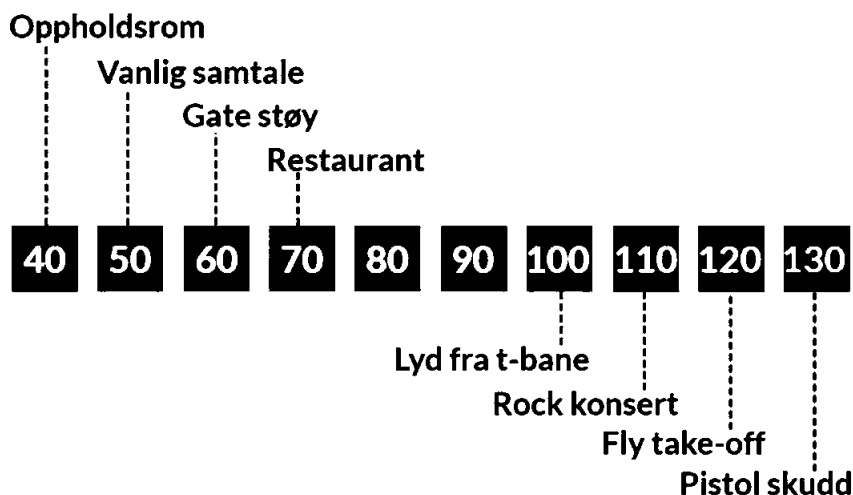 Oppholdsrom
Vanlig samtale
Gate støy
Restaurant
40 50 60 70 80 90 100 110 120 130
Lyd fra t-bane
Rock konsert
Fly take-off
Pistol skudd